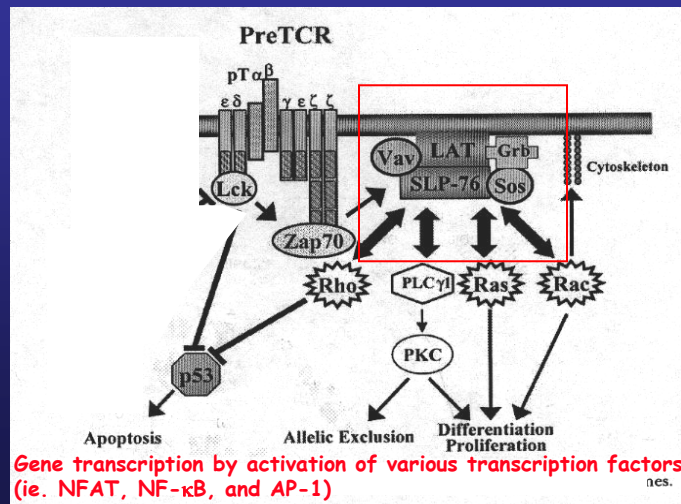 PreTCR
pTα β
ε δ γ ε ζ ζ
Vav LAT Grb
Cytoskeleton
Lck SLP-76 Sos
Zap70
Rho PLCγ1 Ras Rac
PKC
p53
Apoptosis Allelic Exclusion Differentiation
Proliferation
Gene transcription by activation of various transcription factors
(ie. NFAT, NF-κB, and AP-1)
nes.